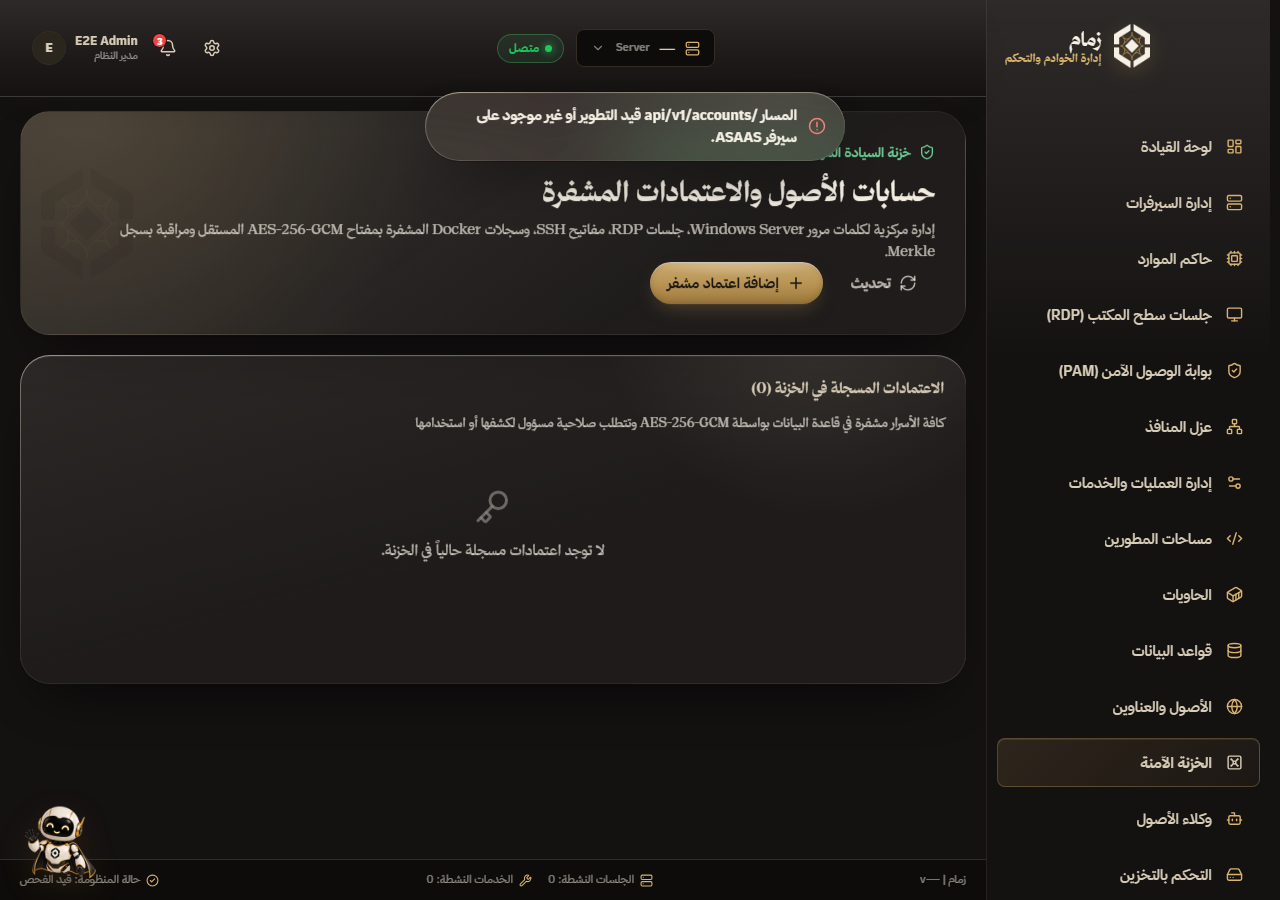 زمام
إدارة الخوادم والتحكم
لوحة القيادة
إدارة السيرفرات
حاكم الموارد
جلسات سطح المكتب (RDP)
بوابة الوصول الآمن (PAM)
عزل المنافذ
إدارة العمليات والخدمات
مساحات المطورين
الحاويات
قواعد البيانات
الأصول والعناوين
الخزنة الآمنة
وكلاء الأصول
التحكم بالتخزين
— Server
متصل
3
E2E Admin
مدير النظام
E
المسار /api/v1/accounts قيد التطوير أو غير موجود على
سيرفر ASAAS.
خزنة السيادة
حسابات الأصول والاعتمادات المشفرة
إدارة مركزية لكلمات مرور Windows Server، جلسات RDP، مفاتيح SSH، وسجلات Docker المشفرة بمفتاح AES-256-GCM المستقل ومراقبة بسجل
Merkle.
تحديث
إضافة اعتماد مشفر
الاعتمادات المسجلة في الخزنة (0)
كافة الأسرار مشفرة في قاعدة البيانات بواسطة AES-256-GCM وتتطلب صلاحية مسؤول لكشفها أو استخدامها
لا توجد اعتمادات مسجلة حالياً في الخزنة.
زمام | v—
الجلسات النشطة: 0
الخدمات النشطة: 0
حالة المنظومة: قيد الفحص